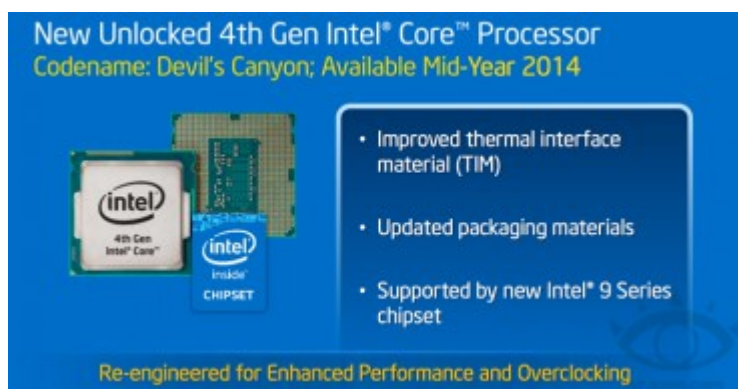 New Unlocked 4th Gen Intel® Core™ Processor
Codename: Devil's Canyon; Available Mid-Year 2014
• Improved thermal interface
material (TIM)
• Updated packaging materials
• Supported by new Intel® 9 Series
chipset
intel
4th Gen
Intel® Core™
intel
inside™
CHIPSET
Re-engineered for Enhanced Performance and Overclocking